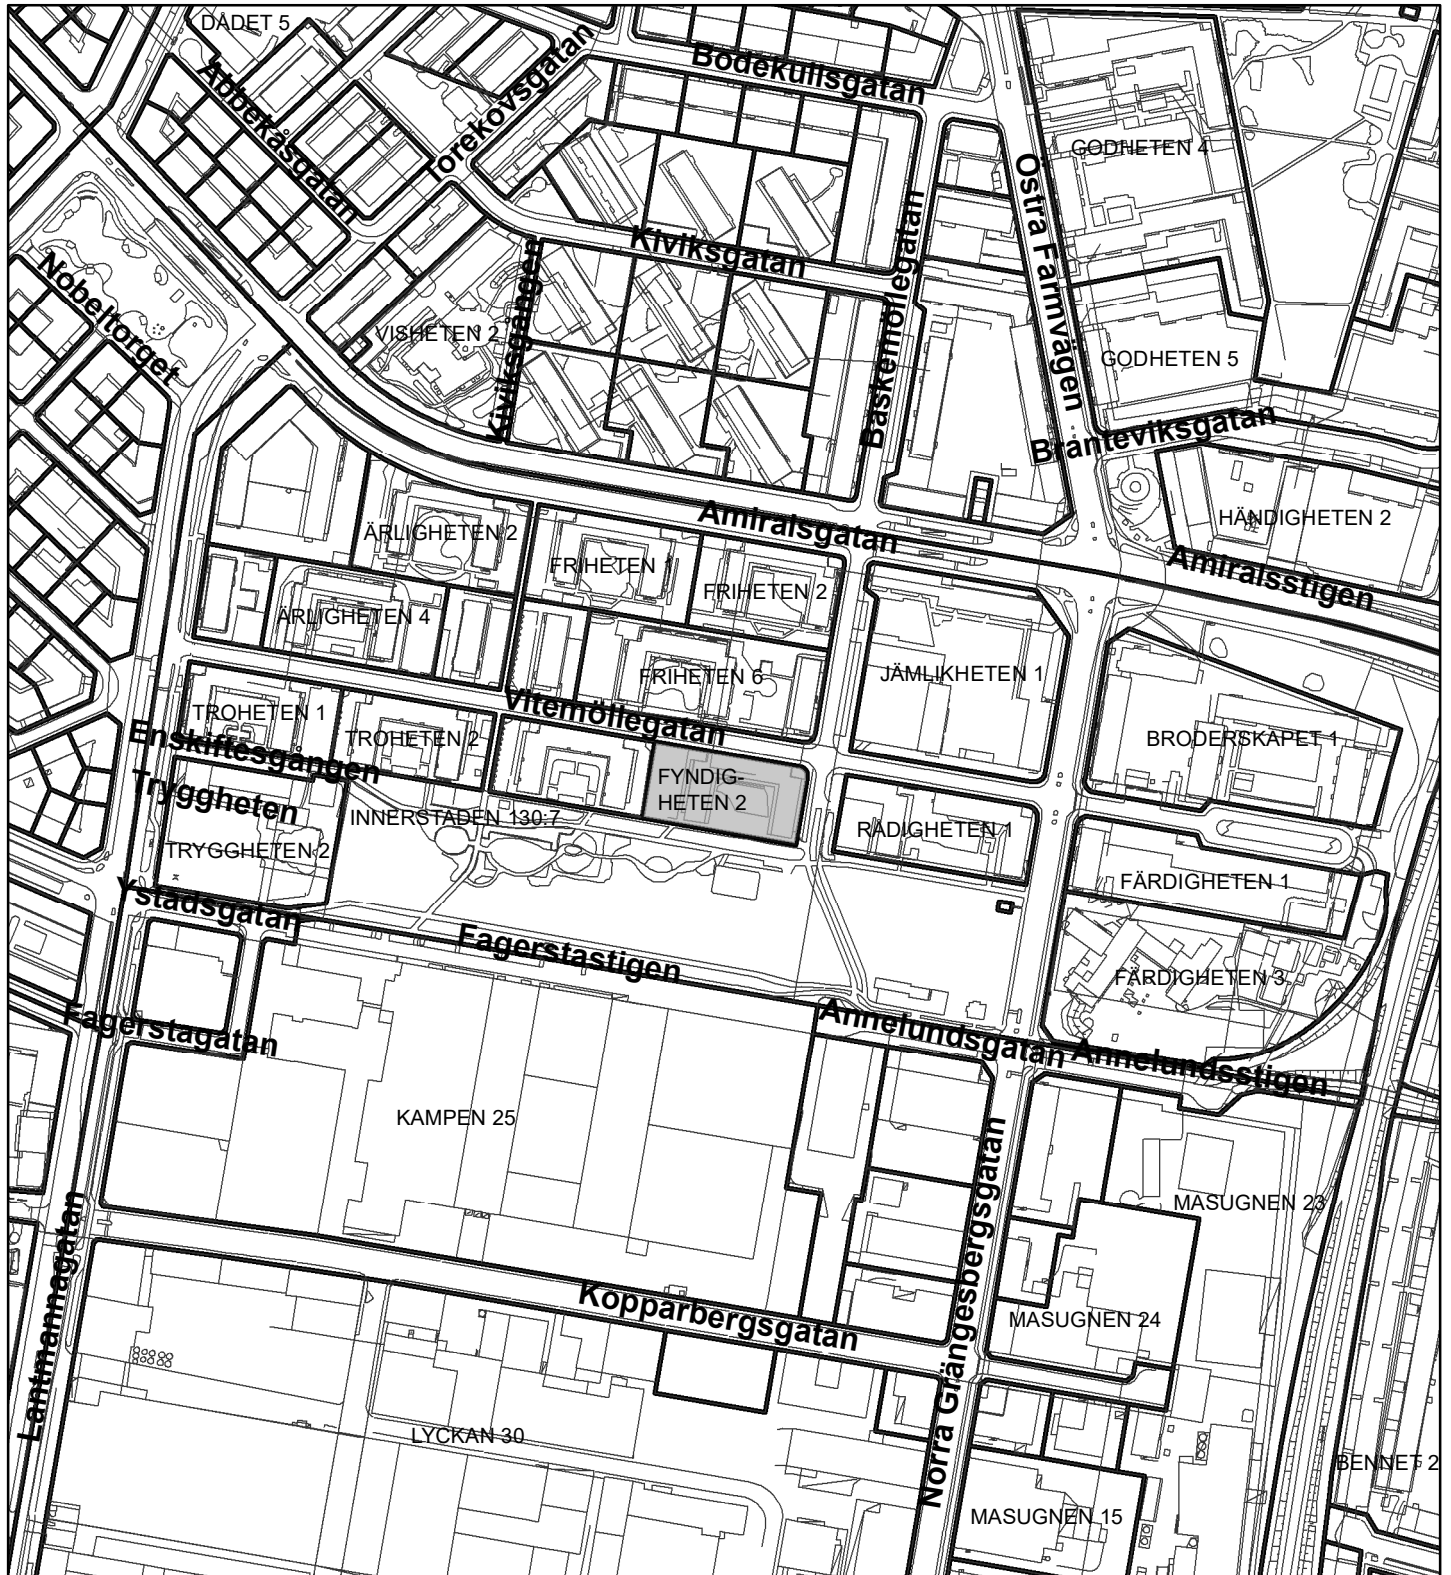 DÅDET 5
Abbekåsgatan
Torekovsgatan
Bödekullsgatan
GODHETEN 4
Östra Farmvägen
Baskemöllegatan
Kiviksgatan
Kiviksgången
Nobeltorget
VISHETEN 2
GODHETEN 5
Branteviksgatan
Amiralsgatan
HÄNDIGHETEN 2
Amiralsstigen
ÄRLIGHETEN 2
FRIHETEN 1
FRIHETEN 2
ÄRLIGHETEN 4
FRIHETEN 6
JÄMLIKHETEN 1
Vitemöllegatan
TROHETEN 1
TROHETEN 2
BRODERSKAPET 1
Enskiftesgången
FYNDIG-
HETEN 2
Tryggheten
INNERSTADEN 130:7
RÅDIGHETEN 1
TRYGGHETEN 2
FÄRDIGHETEN 1
Ystadsgatan
Fagerstastigen
FÄRDIGHETEN 3
Fagerstagatan
Annelundsgatan
Annelundsstigen
KAMPEN 25
Norra Grängesbergsgatan
MASUGNEN 23
Lantmannagatan
Kopparbergsgatan
MASUGNEN 24
LYCKAN 30
BENNET 2
MASUGNEN 15